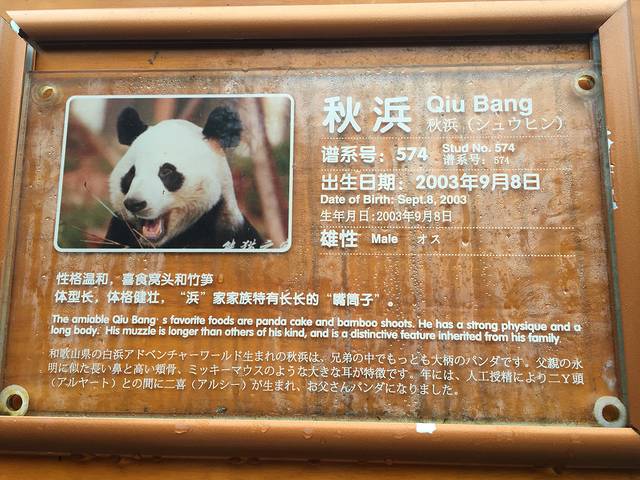 秋浜 Qiu Bang
秋浜（シュウヒン）
谱系号：574 Stud No. 574
谱系号：574
出生日期：2003年9月8日
Date of Birth: Sept.8, 2003
生年月日:2003年9月8日
雄性 Male オス
性格温和，喜食窝头和竹笋
体型长，体格健壮，“浜”家家族特有长长的“嘴筒子”。
The amiable Qiu Bang's favorite foods are panda cake and bamboo shoots. He has a strong physique and a
long body. His muzzle is longer than others of his kind, and is a distinctive feature inherited from his family
和歌山県の白浜アドベンチャーワールド生まれの秋浜は、兄弟の中でもっとも大柄のパンダです。父親の永
明に似た長い鼻と高い頬骨、ミッキーマウスのような大きな耳が特徴です。年には、人工授精により二Y頭
（アルヤート）との間に二喜（アルシー）が生まれ、お父さんパンダになりました。